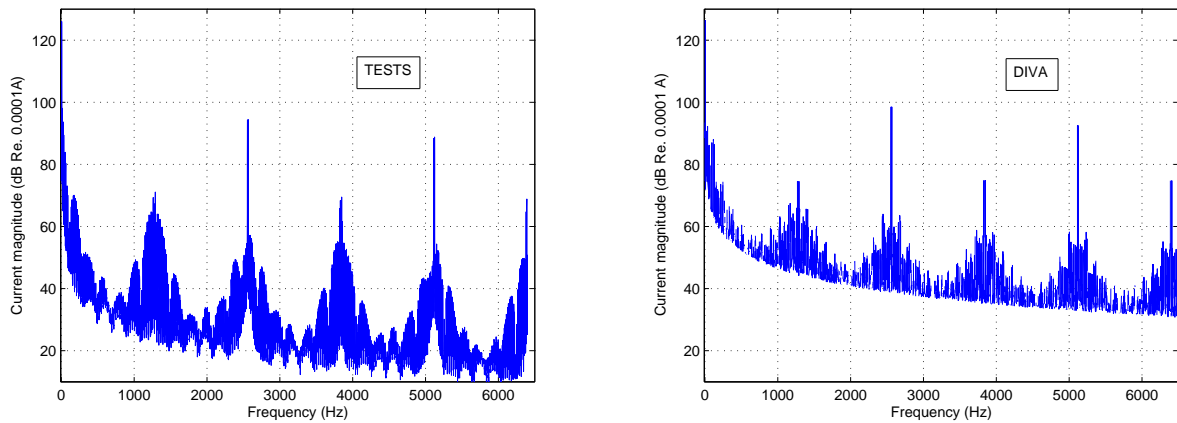 120
100
80
60
40
20
0 1000 2000 3000 4000 5000 6000
Current magnitude (dB Re. 0.0001A)
Frequency (Hz)
TESTS
120
100
80
60
40
20
0 1000 2000 3000 4000 5000 6000
Current magnitude (dB Re. 0.0001 A)
Frequency (Hz)
DIVA